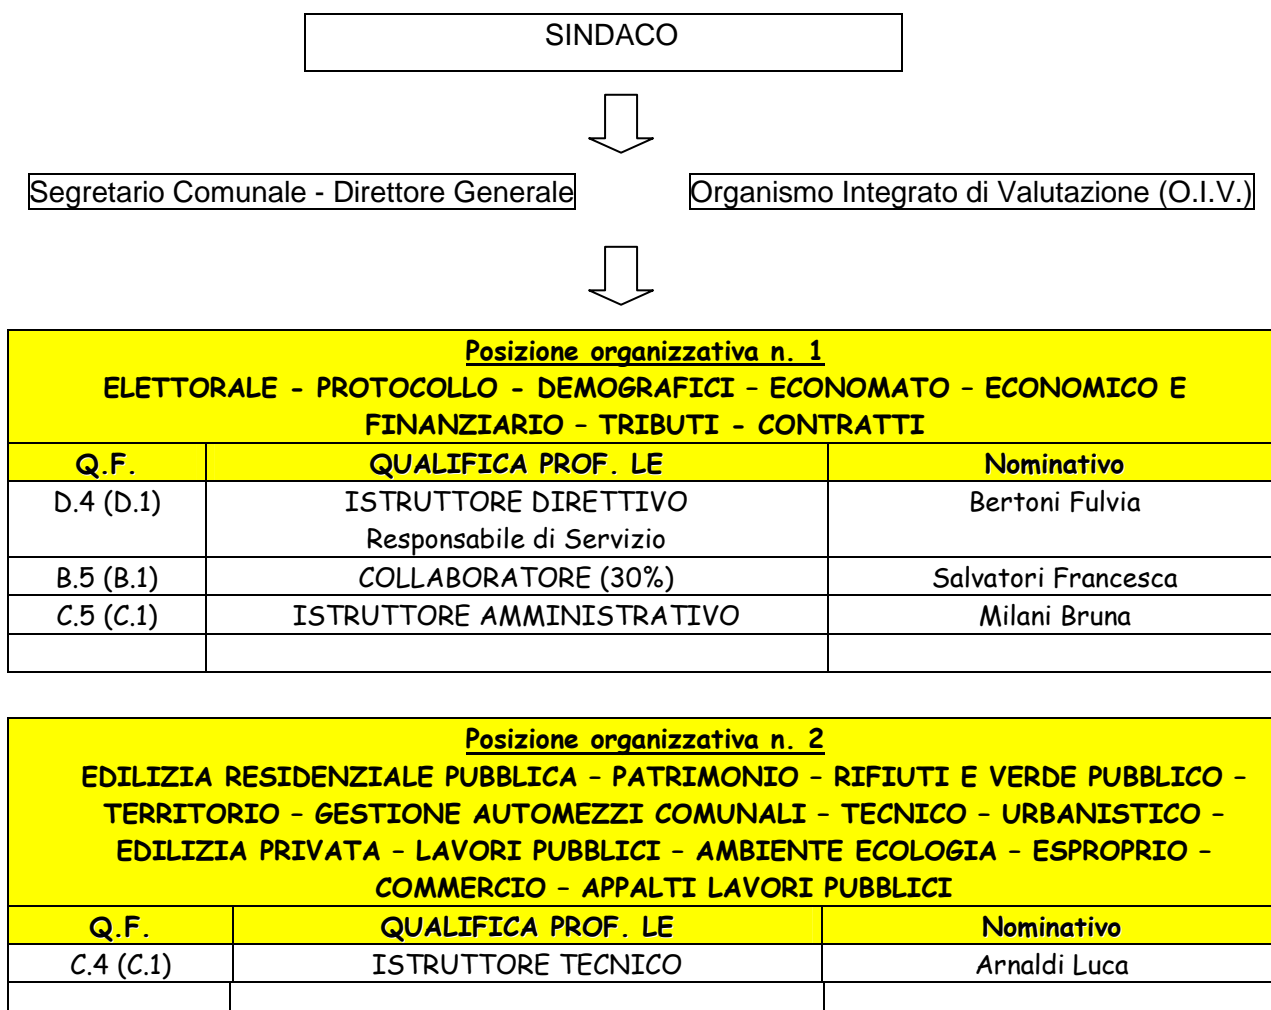 SINDACO
Segretario Comunale - Direttore Generale
Organismo Integrato di Valutazione (O.I.V.)
Posizione organizzativa n. 1
ELETTORALE - PROTOCOLLO - DEMOGRAFICI – ECONOMATO – ECONOMICO E
FINANZIARIO – TRIBUTI - CONTRATTI
Q.F. QUALIFICA PROF. LE Nominativo
D.4 (D.1) ISTRUTTORE DIRETTIVO Bertoni Fulvia
Responsabile di Servizio
B.5 (B.1) COLLABORATORE (30%) Salvatori Francesca
C.5 (C.1) ISTRUTTORE AMMINISTRATIVO Milani Bruna
Posizione organizzativa n. 2
EDILIZIA RESIDENZIALE PUBBLICA – PATRIMONIO – RIFIUTI E VERDE PUBBLICO –
TERRITORIO – GESTIONE AUTOMEZZI COMUNALI – TECNICO – URBANISTICO –
EDILIZIA PRIVATA – LAVORI PUBBLICI – AMBIENTE ECOLOGIA – ESPROPRIO –
COMMERCIO – APPALTI LAVORI PUBBLICI
Q.F. QUALIFICA PROF. LE Nominativo
C.4 (C.1) ISTRUTTORE TECNICO Arnaldi Luca